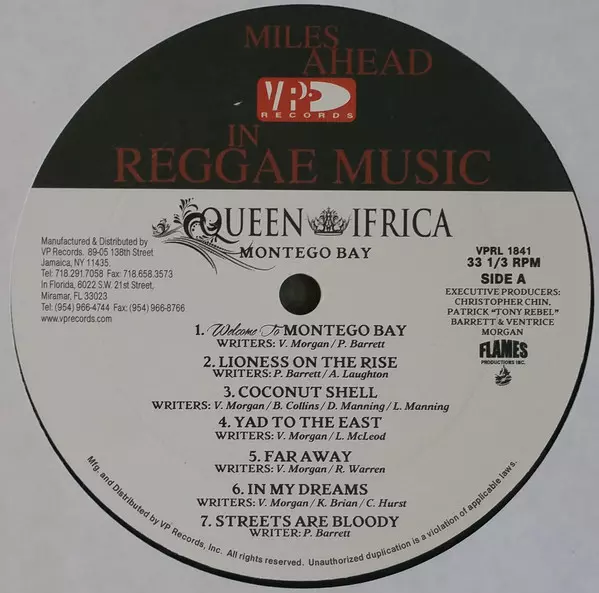 MILES
AHEAD
VP
RECORDS
IN
REGGAE MUSIC
QUEEN IFRICA
MONTEGO BAY
Manufactured & Distributed by
VP Records. 89-05 138th Street
Jamaica, NY 11435.
Tel: 718.291.7058 Fax: 718.658.3573
In Florida, 6022 S.W. 21st Street,
Miramar, FL 33023
Tel: (954) 966-4744 Fax: (954) 966-8766
www.vprecords.com
VPRL 1841
33 1/3 RPM
SIDE A
EXECUTIVE PRODUCERS:
CHRISTOPHER CHIN,
PATRICK "TONY REBEL"
BARRETT & VENTRICE
MORGAN
FLAMES
PRODUCTIONS INC.
1. Welcome To MONTEGO BAY
WRITERS: V. Morgan / P. Barrett
2. LIONESS ON THE RISE
WRITERS: P. Barrett / A. Laughton
3. COCONUT SHELL
WRITERS: V. Morgan / B. Collins / D. Manning / L. Manning
4. YAD TO THE EAST
WRITERS: V. Morgan / L. McLeod
5. FAR AWAY
WRITERS: V. Morgan / R. Warren
6. IN MY DREAMS
WRITERS: V. Morgan / K. Brian / C. Hurst
7. STREETS ARE BLOODY
WRITER: P. Barrett
Mfg. and Distributed by VP Records, Inc. All rights reserved. Unauthorized duplication is a violation of applicable laws.